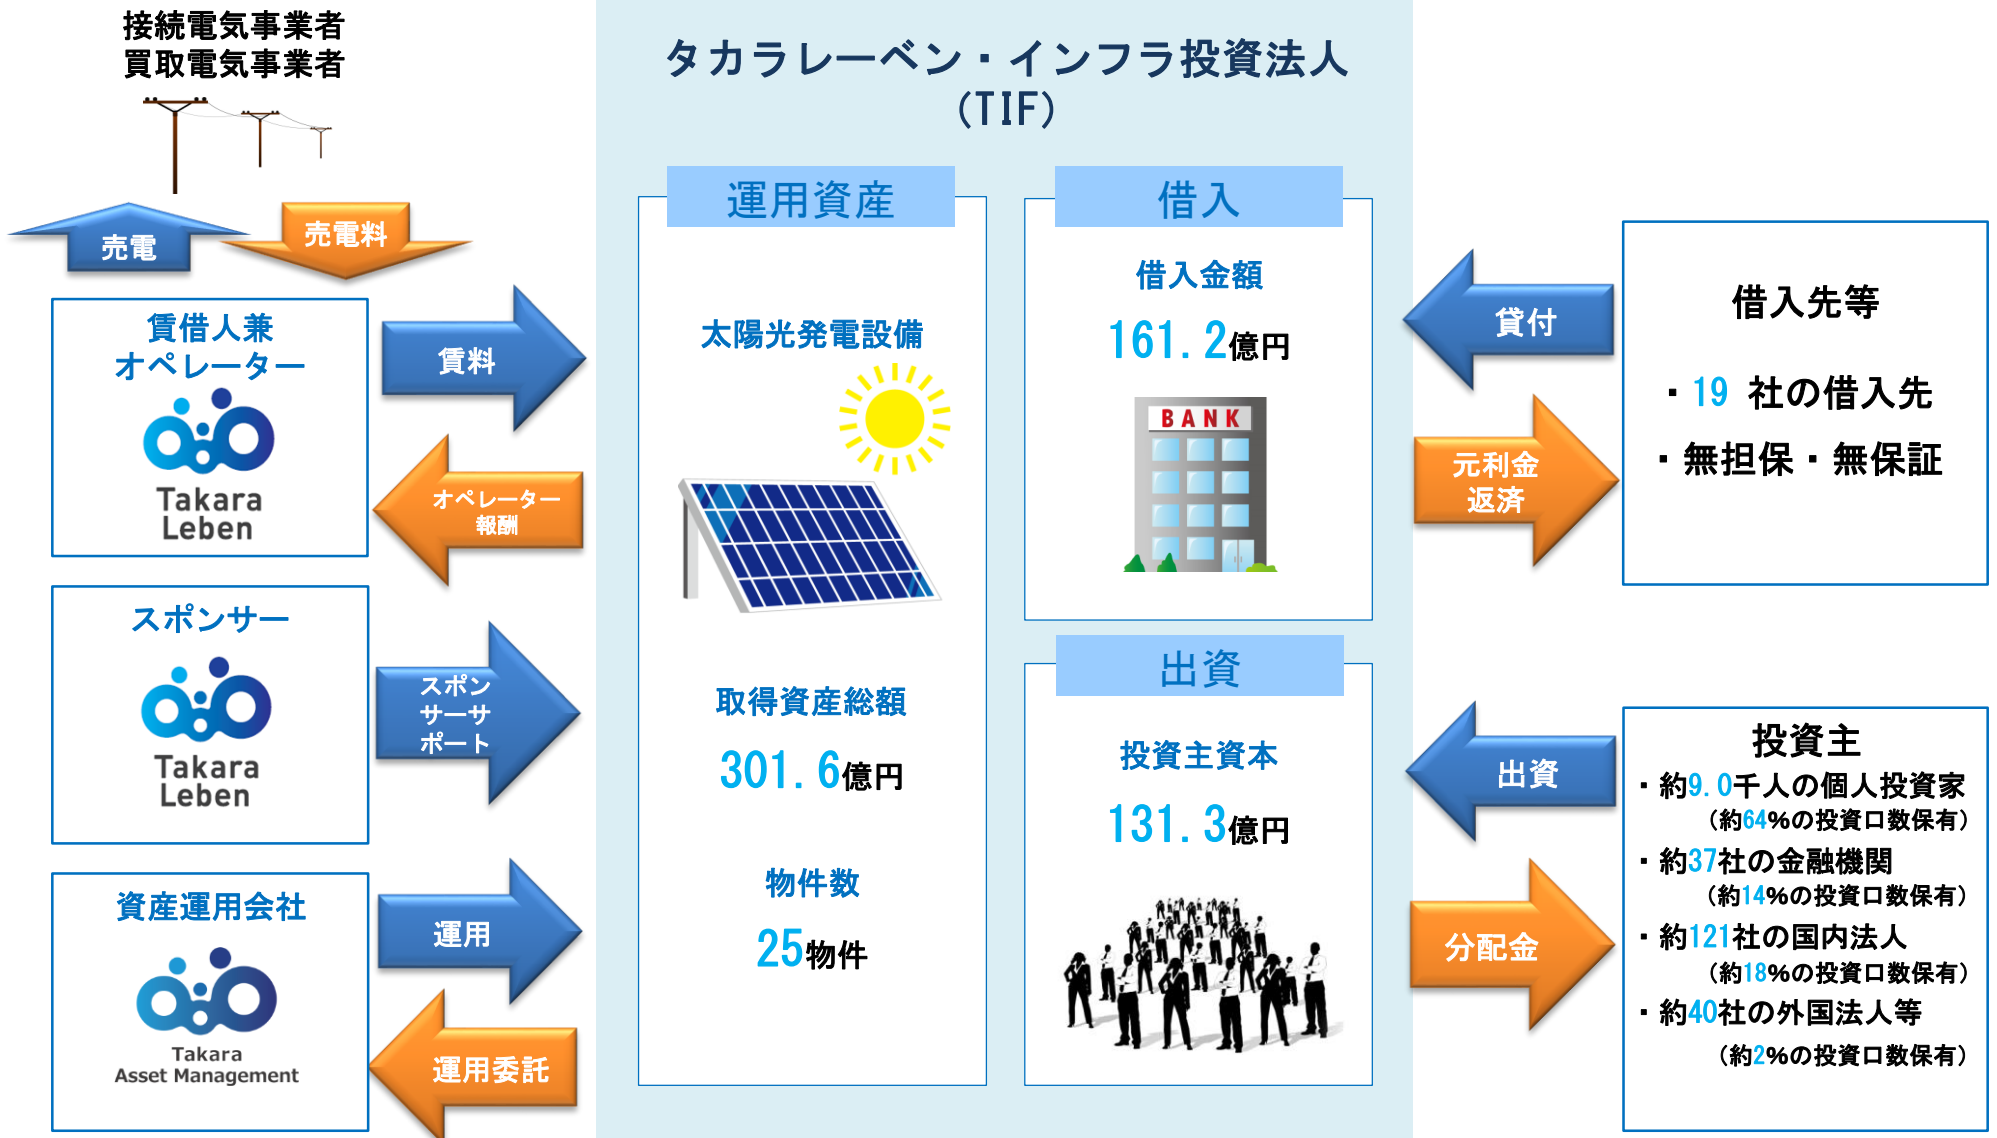 接続電気事業者
買取電気事業者
売電
売電料
賃借人兼
オペレーター
Takara
Leben
賃料
オペレーター
報酬
スポンサー
Takara
Leben
スポン
サーサ
ポート
資産運用会社
Takara
Asset Management
運用
運用委託
タカラレーベン・インフラ投資法人
(TIF)
運用資産
太陽光発電設備
取得資産総額
301.6億円
物件数
25物件
借入
借入金額
161.2億円
BANK
出資
投資主資本
131.3億円
貸付
元利金
返済
借入先等
・19 社の借入先
・無担保・無保証
出資
分配金
投資主
・約9.0千人の個人投資家
(約64%の投資口数保有)
・約37社の金融機関
(約14%の投資口数保有)
・約121社の国内法人
(約18%の投資口数保有)
・約40社の外国法人等
(約2%の投資口数保有)